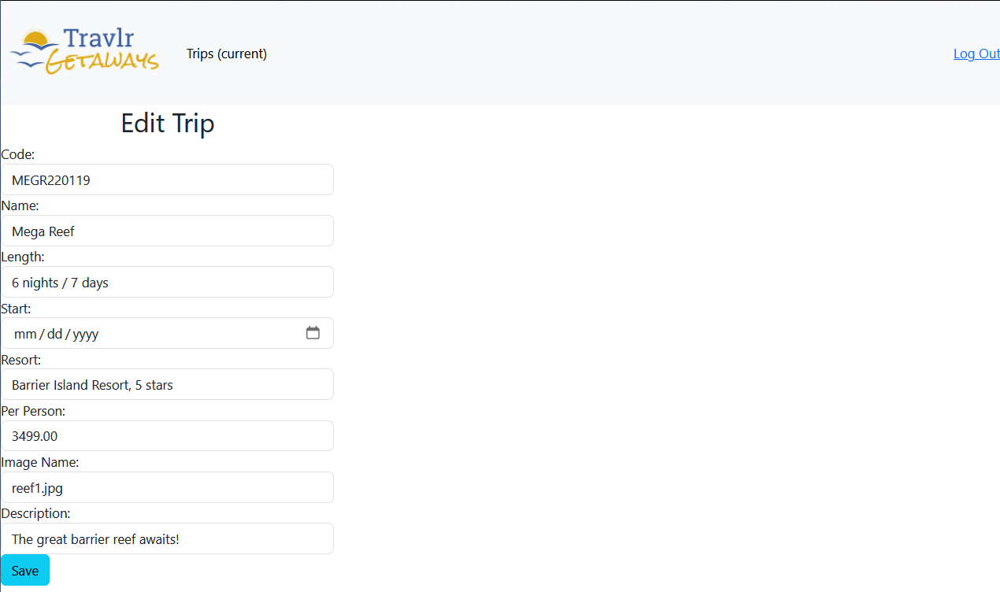 Travlr
GETAWAYS
Trips (current)
Log Out
Edit Trip
Code:
MEGR220119
Name:
Mega Reef
Length:
6 nights / 7 days
Start:
mm / dd / yyyy
Resort:
Barrier Island Resort, 5 stars
Per Person:
3499.00
Image Name:
reef1.jpg
Description:
The great barrier reef awaits!
Save